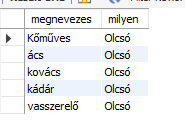 megnevezes milyen
Kőműves Olcsó
ács Olcsó
kovács Olcsó
kádár Olcsó
vasszerelő Olcsó